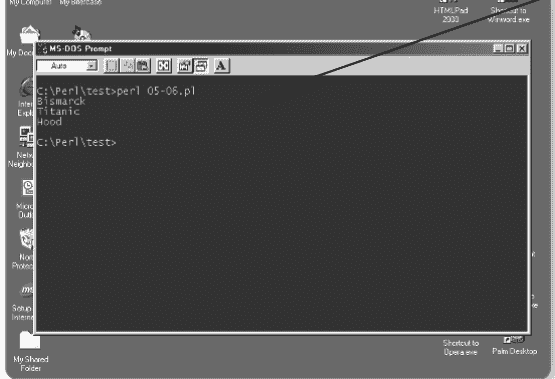 My Computer My Briefcase
HTMLPad
2000
Shortcut to
Winword.exe
MS-DOS Prompt
Auto
A
C:\Perl\test>perl 05-06.pl
Bismarck
Titanic
Hood
C:\Perl\test>
My Shared
Folder
Shortcut to
Opera.exe
Palm Desktop